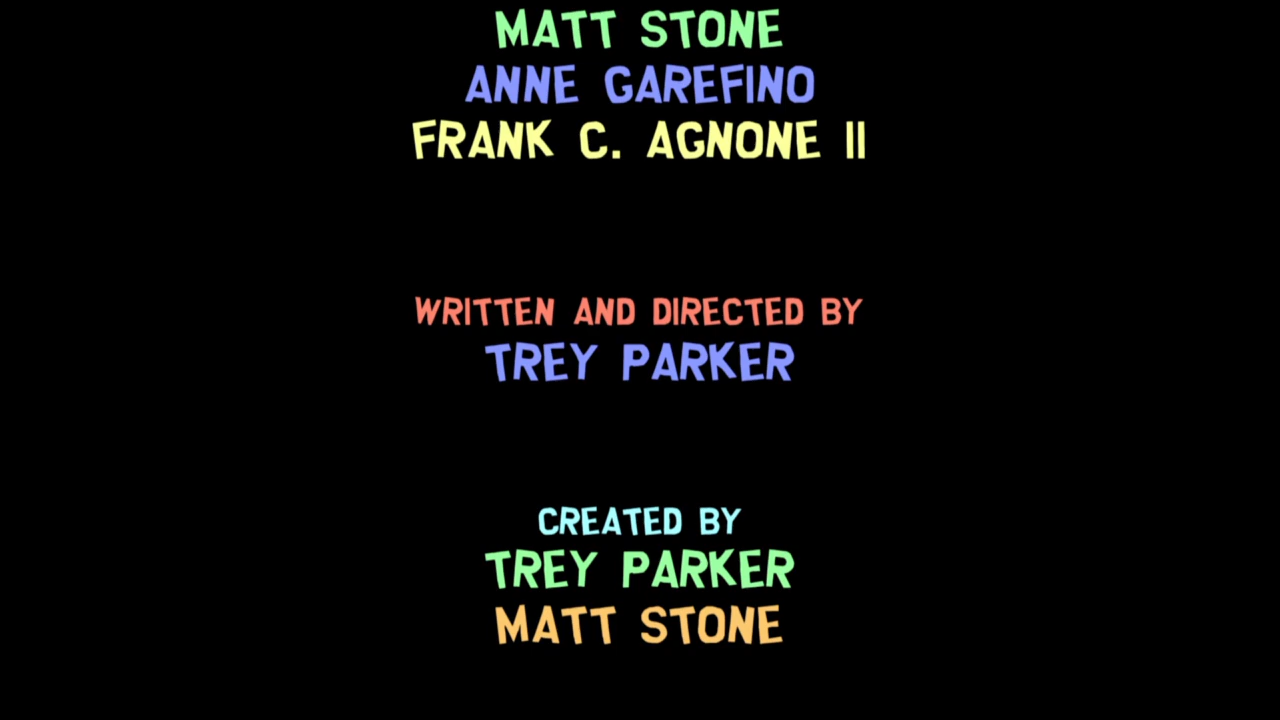 MATT STONE
ANNE GAREFINO
FRANK C. AGNONE II
WRITTEN AND DIRECTED BY
TREY PARKER
CREATED BY
TREY PARKER
MATT STONE